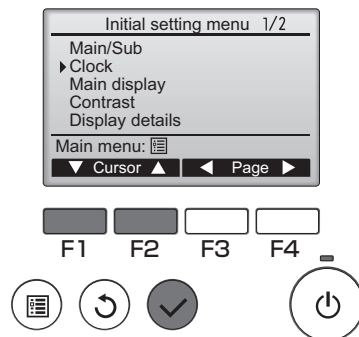 Initial setting menu 1/2
Main/Sub
Clock
Main display
Contrast
Display details
Main menu:
Cursor Page
F1 F2 F3 F4